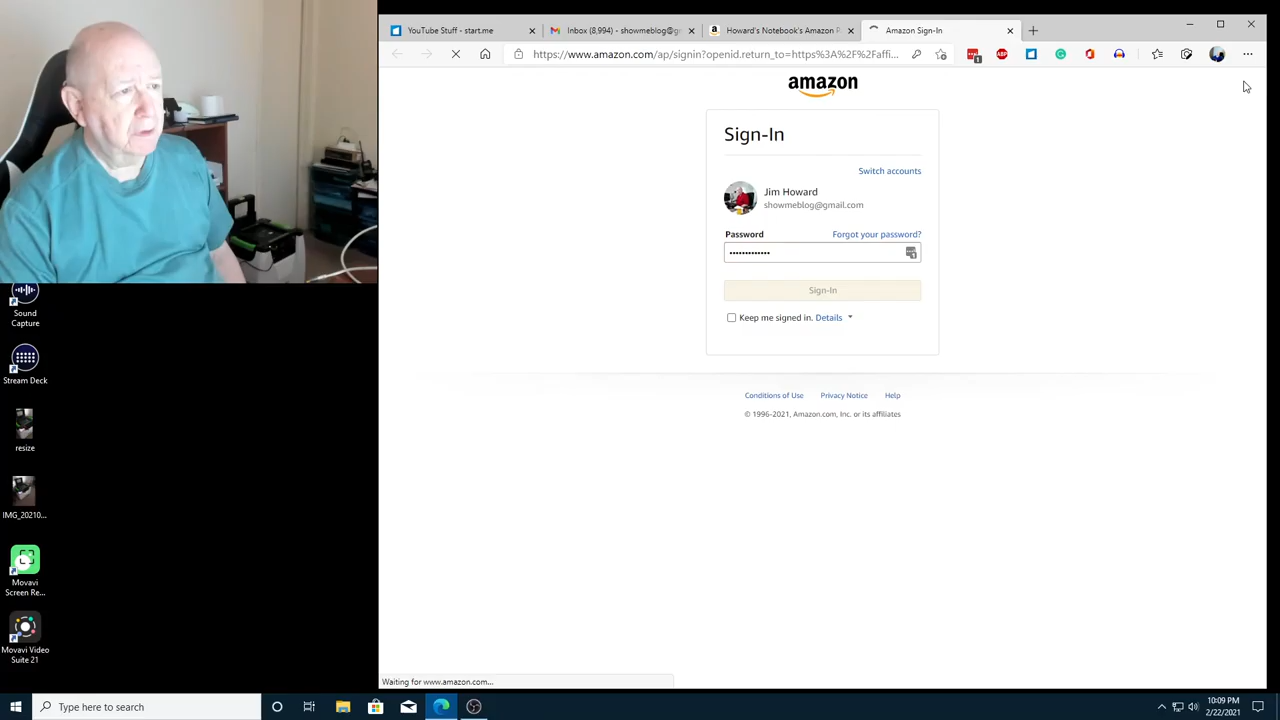 YouTube Stuff - start.me
Inbox (8,994) - showmeblog@g
Howard's Notebook's Amazon
Amazon Sign-In
https://www.amazon.com/ap/signin?openid.return_to=https%3A%2F%2Faffi...
1
ABP
amazon
Sign-In
Switch accounts
Jim Howard
showmeblog@gmail.com
Password
Forgot your password?
•••••••••••••
Sign-In
Keep me signed in. Details
Conditions of Use
Privacy Notice
Help
© 1996-2021, Amazon.com, Inc. or its affiliates
Sound
Capture
Stream Deck
resize
IMG_20210...
Movavi
Screen Re...
Movavi Video
Suite 21
Waiting for www.amazon.com...
Type here to search
10:09 PM
2/22/2021